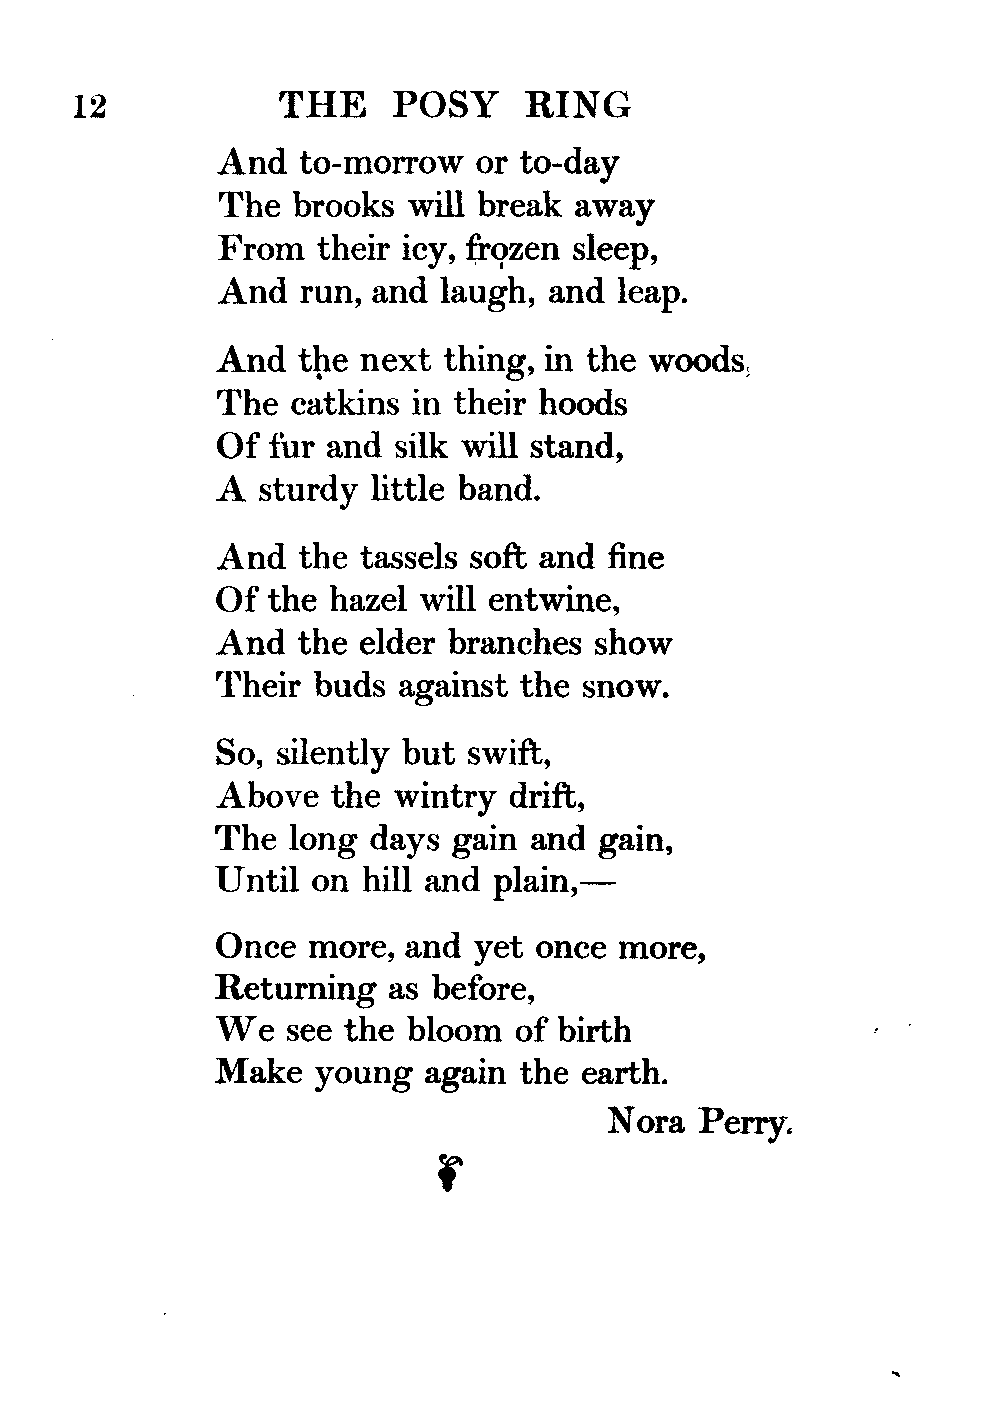 12 THE POSY RING
And to-morrow or to-day
The brooks will break away
From their icy, frozen sleep,
And run, and laugh, and leap.
And the next thing, in the woods,
The catkins in their hoods
Of fur and silk will stand,
A sturdy little band.
And the tassels soft and fine
Of the hazel will entwine,
And the elder branches show
Their buds against the snow.
So, silently but swift,
Above the wintry drift,
The long days gain and gain,
Until on hill and plain,—
Once more, and yet once more,
Returning as before,
We see the bloom of birth
Make young again the earth.
Nora Perry.